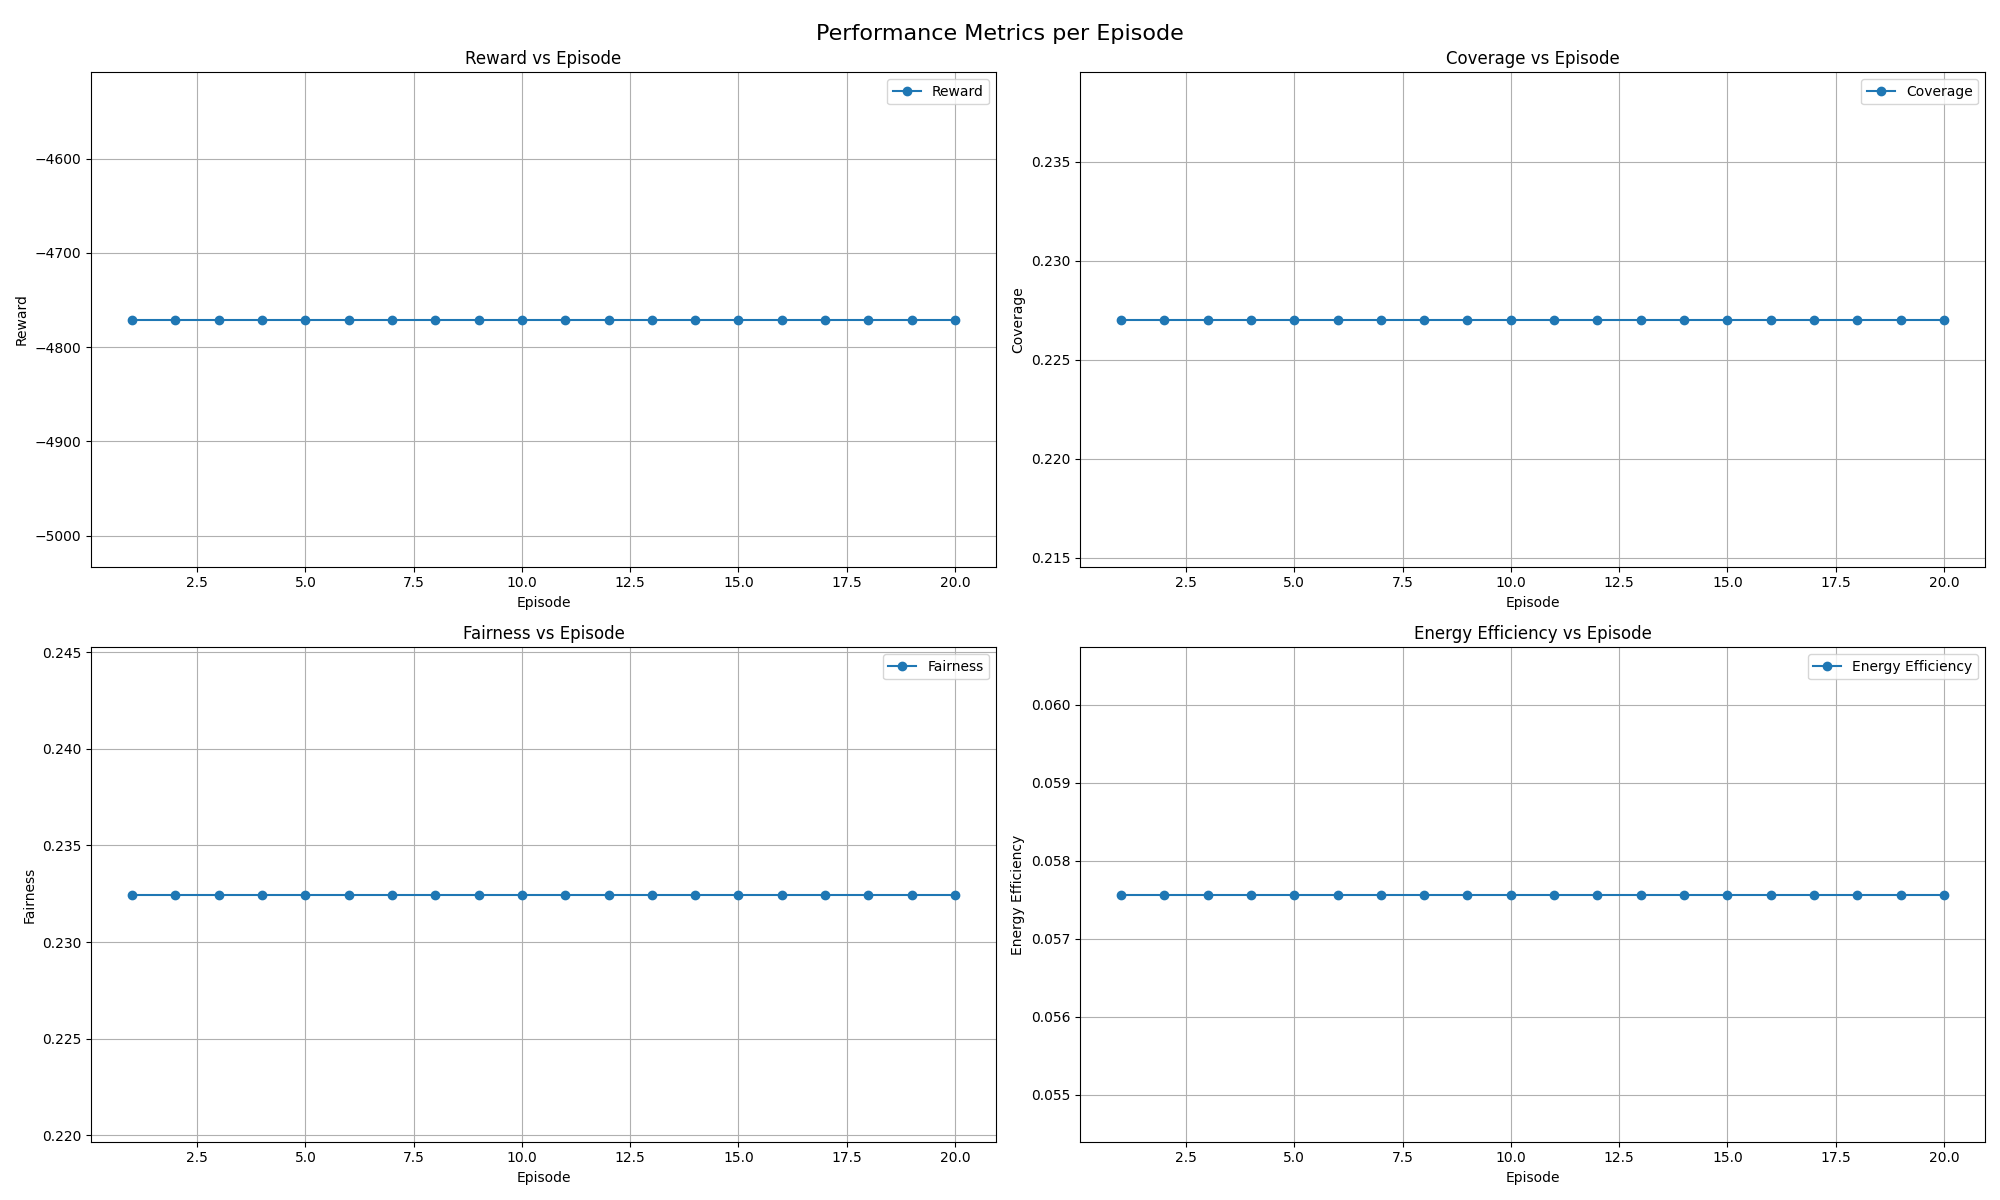 Performance Metrics per Episode
Reward vs Episode
Reward
−4600
−4700
−4800
−4900
−5000
Reward
2.5 5.0 7.5 10.0 12.5 15.0 17.5 20.0
Episode
Coverage vs Episode
Coverage
0.235
0.230
0.225
0.220
0.215
Coverage
2.5 5.0 7.5 10.0 12.5 15.0 17.5 20.0
Episode
Fairness vs Episode
Fairness
0.245
0.240
0.235
0.230
0.225
0.220
Fairness
2.5 5.0 7.5 10.0 12.5 15.0 17.5 20.0
Episode
Energy Efficiency vs Episode
Energy Efficiency
0.060
0.059
0.058
0.057
0.056
0.055
Energy Efficiency
2.5 5.0 7.5 10.0 12.5 15.0 17.5 20.0
Episode